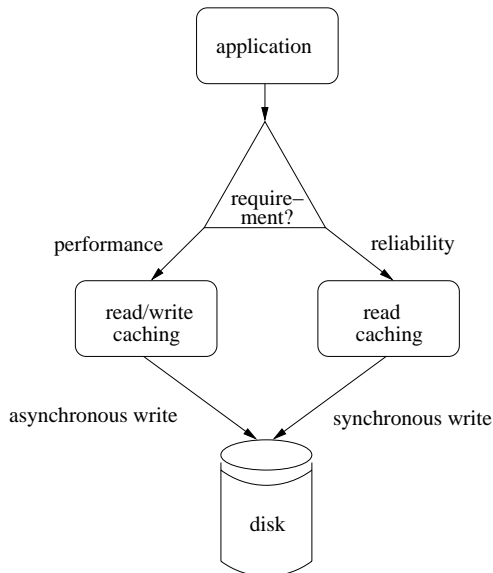 application
require–
ment?
performance
reliability
read/write
caching
read
caching
asynchronous write
synchronous write
disk